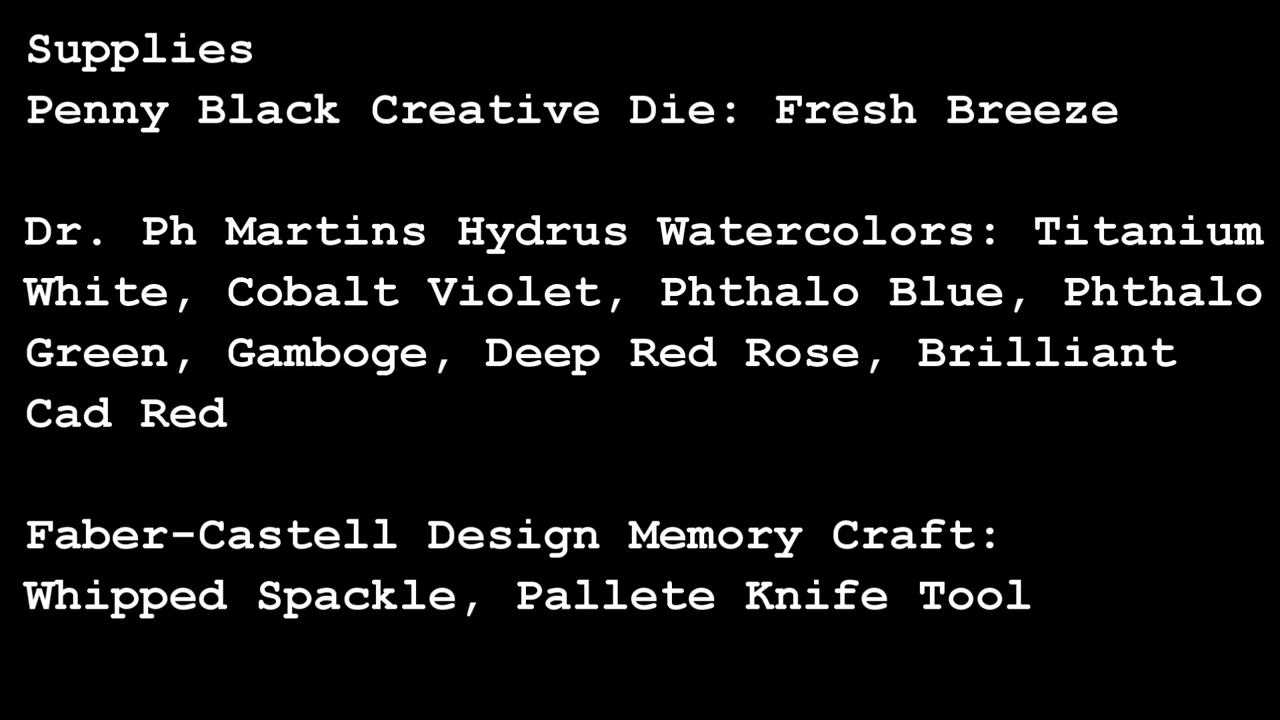 Supplies
Penny Black Creative Die: Fresh Breeze
Dr. Ph Martins Hydrus Watercolors: Titanium
White, Cobalt Violet, Phthalo Blue, Phthalo
Green, Gamboge, Deep Red Rose, Brilliant
Cad Red
Faber-Castell Design Memory Craft:
Whipped Spackle, Pallete Knife Tool